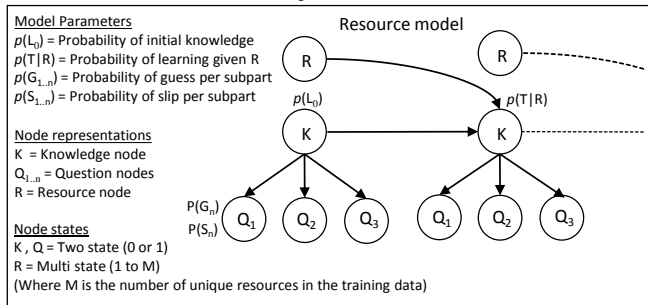 Model Parameters
p(L₀) = Probability of initial knowledge
p(T|R) = Probability of learning given R
p(G₁..ₙ) = Probability of guess per subpart
p(S₁..ₙ) = Probability of slip per subpart
Node representations
K = Knowledge node
Q₁..ₙ = Question nodes
R = Resource node
Node states
K , Q = Two state (0 or 1)
R = Multi state (1 to M)
(Where M is the number of unique resources in the training data)
Resource model
R
R
p(L₀)
p(T|R)
K
K
P(Gₙ)
P(Sₙ)
Q₁
Q₂
Q₃
Q₁
Q₂
Q₃